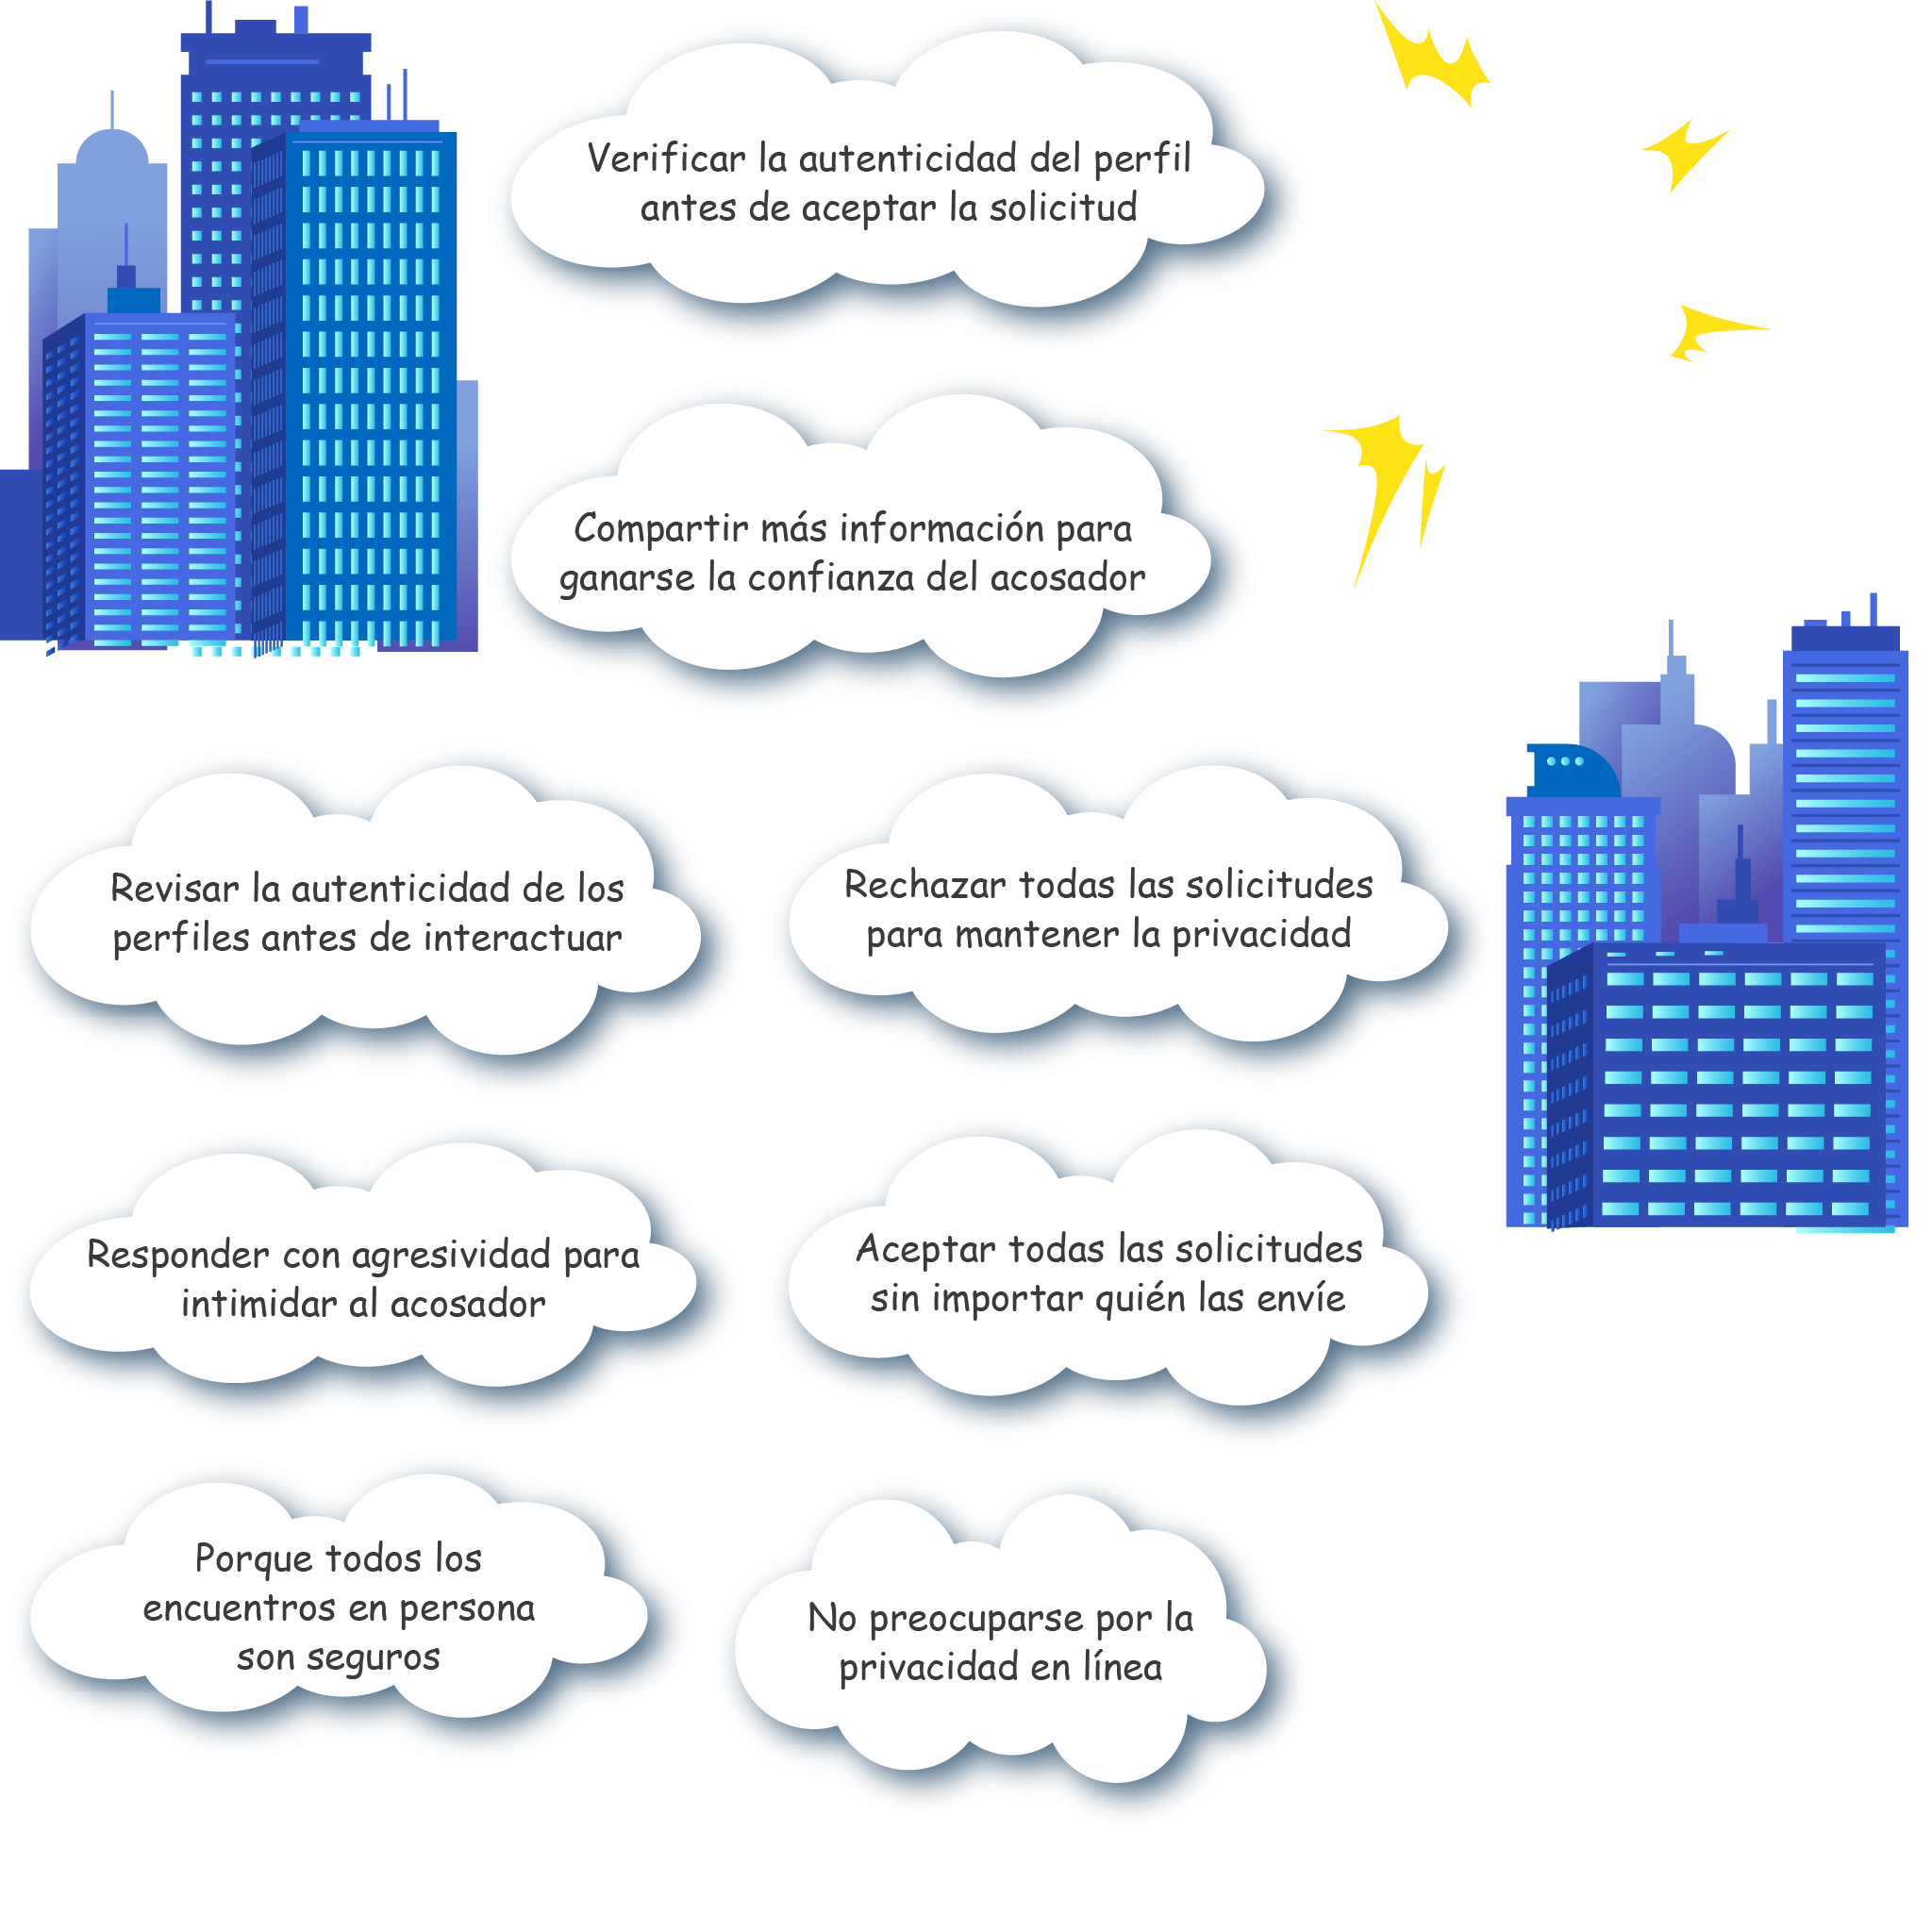 Verificar la autenticidad del perfil
antes de aceptar la solicitud
Compartir más información para
ganarse la confianza del acosador
Revisar la autenticidad de los
perfiles antes de interactuar
Rechazar todas las solicitudes
para mantener la privacidad
Responder con agresividad para
intimidar al acosador
Aceptar todas las solicitudes
sin importar quién las envíe
Porque todos los
encuentros en persona
son seguros
No preocuparse por la
privacidad en línea